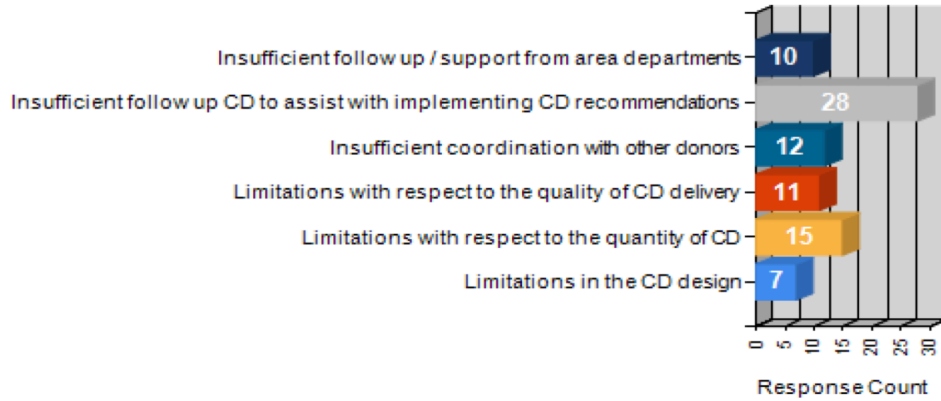 Insufficient follow up / support from area departments
10
Insufficient follow up CD to assist with implementing CD recommendations
28
Insufficient coordination with other donors
12
Limitations with respect to the quality of CD delivery
11
Limitations with respect to the quantity of CD
15
Limitations in the CD design
7
0 5 10 15 20 25 30
Response Count